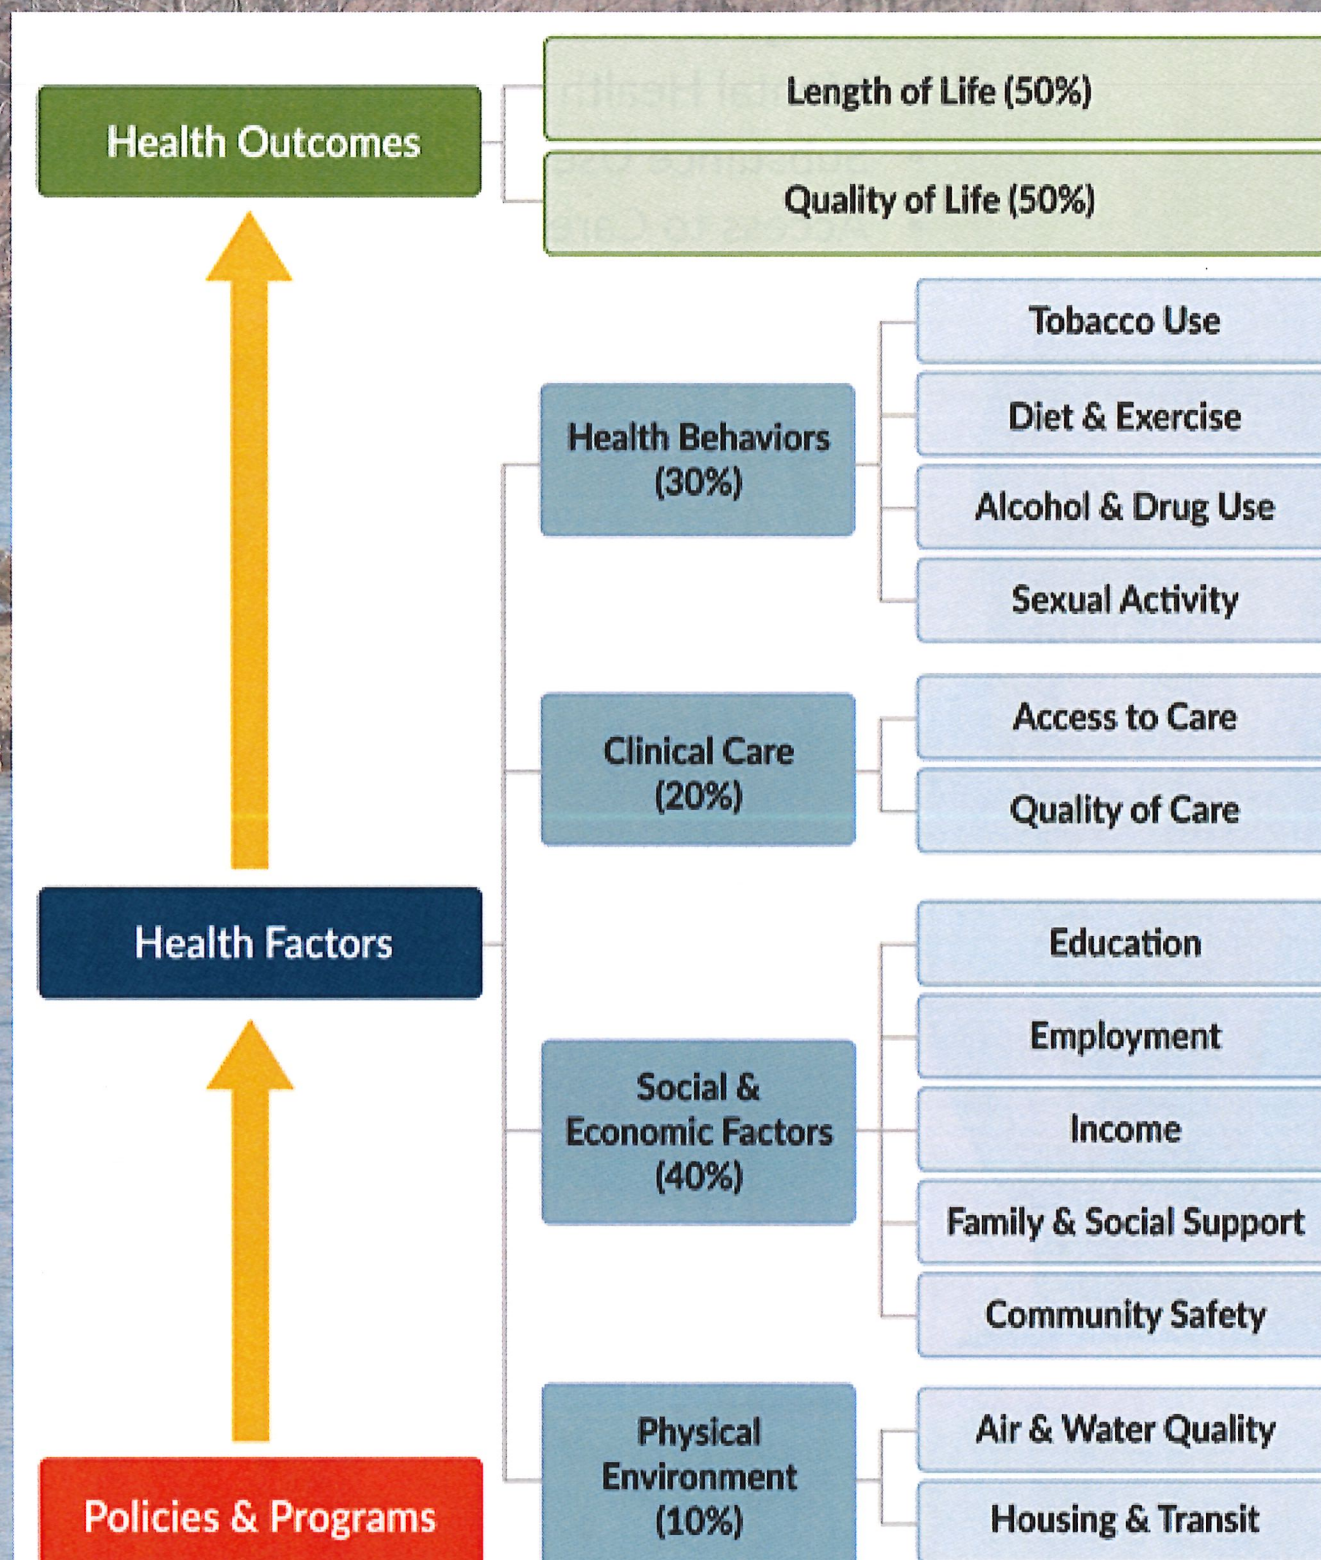 Health Outcomes
Length of Life (50%)
Quality of Life (50%)
Tobacco Use
Health Behaviors
(30%)
Diet & Exercise
Alcohol & Drug Use
Sexual Activity
Clinical Care
(20%)
Access to Care
Quality of Care
Health Factors
Social &
Economic Factors
(40%)
Education
Employment
Income
Family & Social Support
Community Safety
Policies & Programs
Physical
Environment
(10%)
Air & Water Quality
Housing & Transit